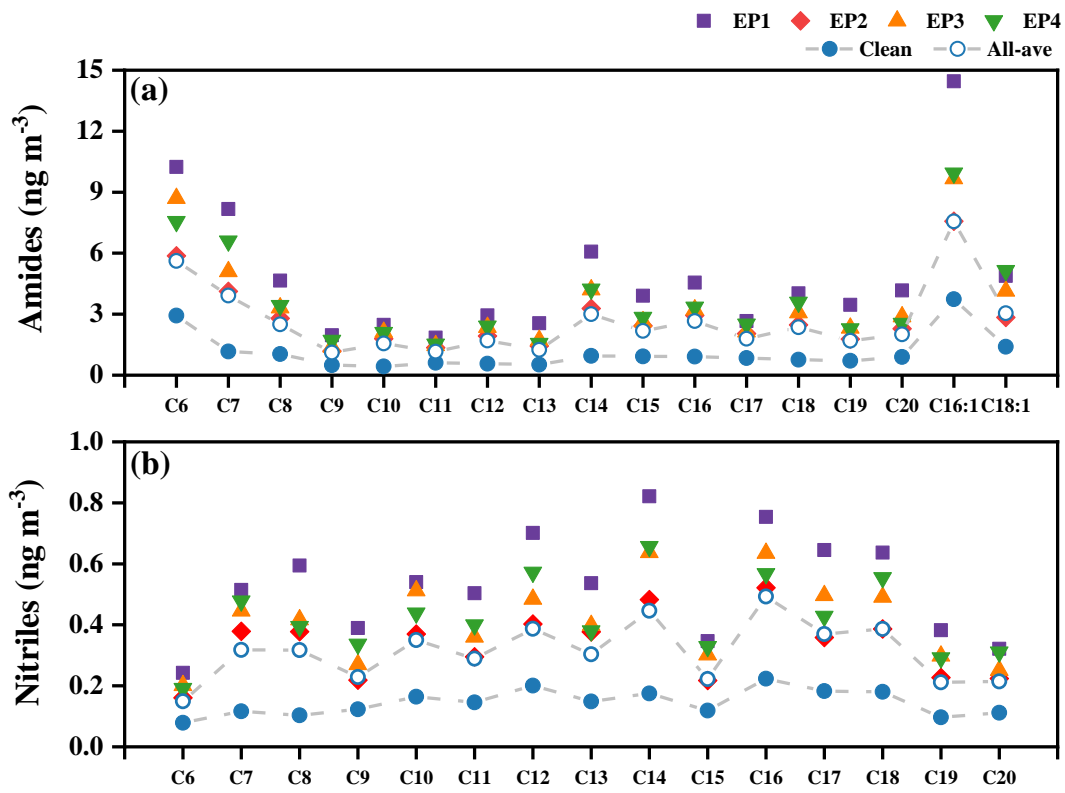 EP1 EP2 EP3 EP4
Clean All-ave
(a)
Amides (ng m-3)
15
12
9
6
3
0
C6 C7 C8 C9 C10 C11 C12 C13 C14 C15 C16 C17 C18 C19 C20 C16:1 C18:1
(b)
Nitriles (ng m-3)
1.0
0.8
0.6
0.4
0.2
0.0
C6 C7 C8 C9 C10 C11 C12 C13 C14 C15 C16 C17 C18 C19 C20